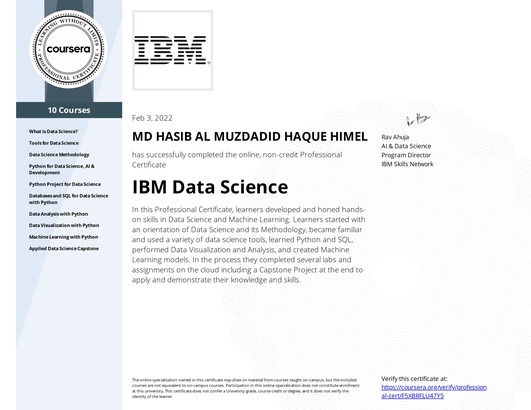 LEARNING WITHOUT LIMITS
coursera
PROFESSIONAL CERTIFICATE
IBM
10 Courses
What is Data Science?
Tools for Data Science
Data Science Methodology
Python for Data Science, AI &
Development
Python Project for Data Science
Databases and SQL for Data Science
with Python
Data Analysis with Python
Data Visualization with Python
Machine Learning with Python
Applied Data Science Capstone
Feb 3, 2022
MD HASIB AL MUZDADID HAQUE HIMEL
has successfully completed the online, non-credit Professional
Certificate
IBM Data Science
In this Professional Certificate, learners developed and honed hands-
on skills in Data Science and Machine Learning. Learners started with
an orientation of Data Science and its Methodology, became familiar
and used a variety of data science tools, learned Python and SQL,
performed Data Visualization and Analysis, and created Machine
Learning models. In the process they completed several labs and
assignments on the cloud including a Capstone Project at the end to
apply and demonstrate their knowledge and skills.
Rav Ahuja
AI & Data Science
Program Director
IBM Skills Network
The online specialization named in this certificate may draw on material from courses taught on-campus, but the included
courses are not equivalent to on-campus courses. Participation in this online specialization does not constitute enrollment
at this university. This certificate does not confer a University grade, course credit or degree, and it does not verify the
identity of the learner.
Verify this certificate at:
https://coursera.org/verify/profession
al-cert/F5XBRFLU47YS